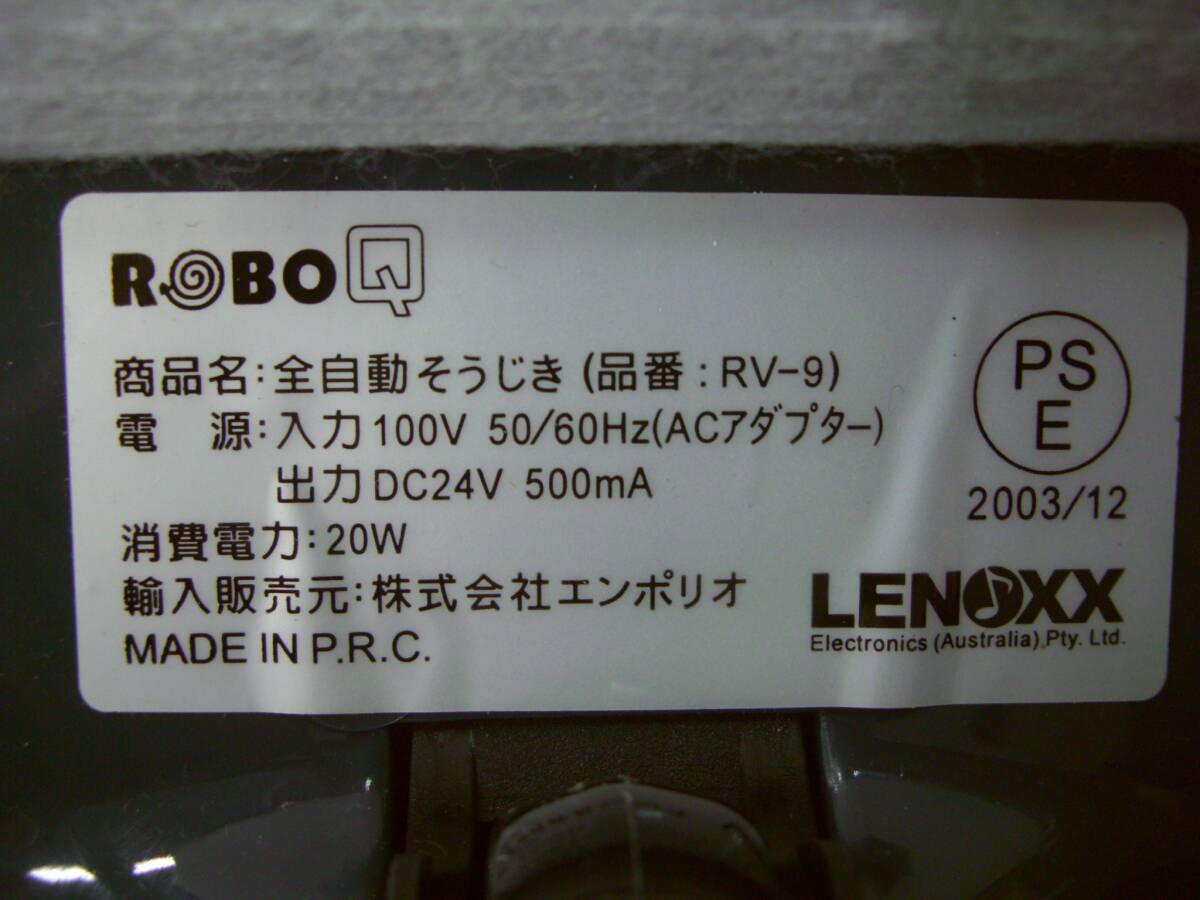 ROBO Q
商品名:全自動そうじき (品番:RV-9)
電 源:入力 100V 50/60Hz(ACアダプター)
出力 DC24V 500mA
消費電力:20W
輸入販売元:株式会社エンポリオ
MADE IN P.R.C.
PS
E
2003/12
LENOXX
Electronics (Australia).Pty. Ltd.